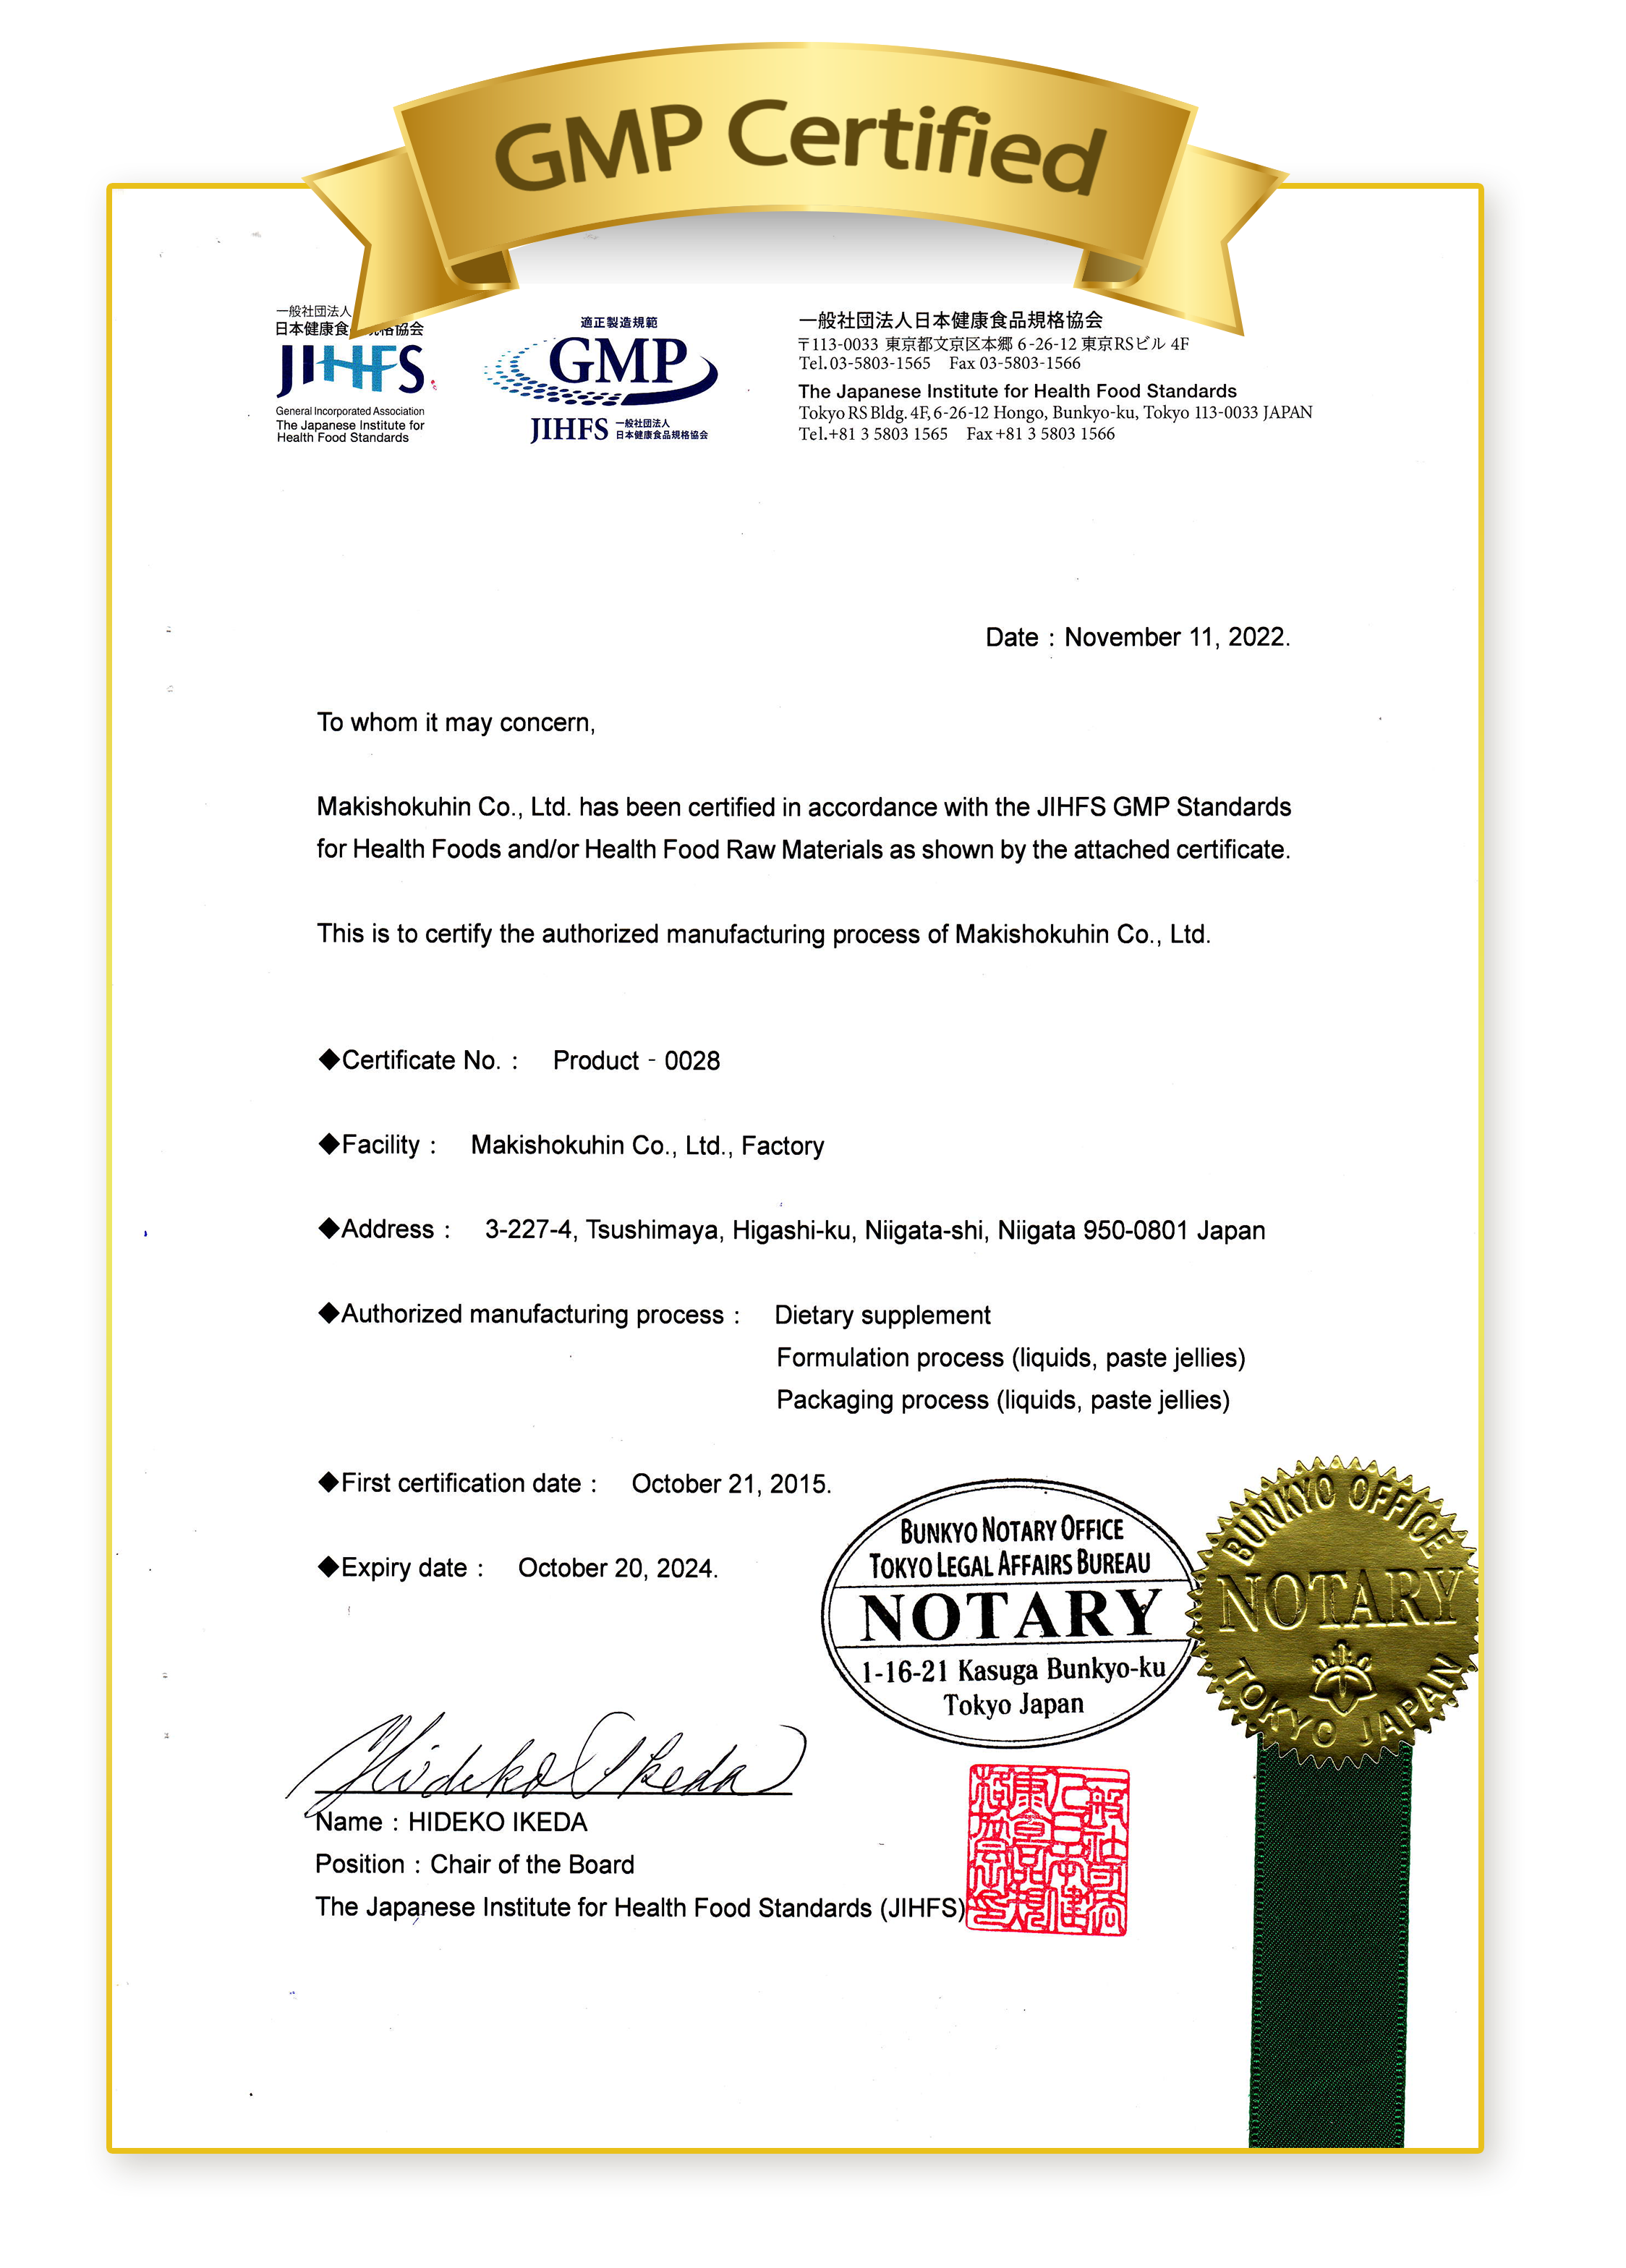 GMP Certified
一般社団法人
日本健康食 規格協会
JIHFS
General Incorporated Association
The Japanese Institute for
Health Food Standards
適正製造規範
GMP
JIHFS 一般社団法人
日本健康食品規格協会
一般社団法人日本健康食品規格協会
〒113-0033 東京都文京区本郷 6-26-12 東京RSビル 4F
Tel. 03-5803-1565 Fax 03-5803-1566
The Japanese Institute for Health Food Standards
Tokyo RS Bldg. 4F, 6-26-12 Hongo, Bunkyo-ku, Tokyo 113-0033 JAPAN
Tel.+81 3 5803 1565 Fax +81 3 5803 1566
Date : November 11, 2022.
To whom it may concern,
Makishokuhin Co., Ltd. has been certified in accordance with the JIHFS GMP Standards
for Health Foods and/or Health Food Raw Materials as shown by the attached certificate.
This is to certify the authorized manufacturing process of Makishokuhin Co., Ltd.
◆Certificate No. : Product - 0028
◆Facility : Makishokuhin Co., Ltd., Factory
◆Address : 3-227-4, Tsushimaya, Higashi-ku, Niigata-shi, Niigata 950-0801 Japan
◆Authorized manufacturing process : Dietary supplement
Formulation process (liquids, paste jellies)
Packaging process (liquids, paste jellies)
◆First certification date : October 21, 2015.
◆Expiry date : October 20, 2024.
BUNKYO NOTARY OFFICE
TOKYO LEGAL AFFAIRS BUREAU
NOTARY
1-16-21 Kasuga Bunkyo-ku
Tokyo Japan
BUNKYO OFFICE
NOTARY
TOKYO JAPAN
Hideko Ikeda
Name : HIDEKO IKEDA
Position : Chair of the Board
The Japanese Institute for Health Food Standards (JIHFS)